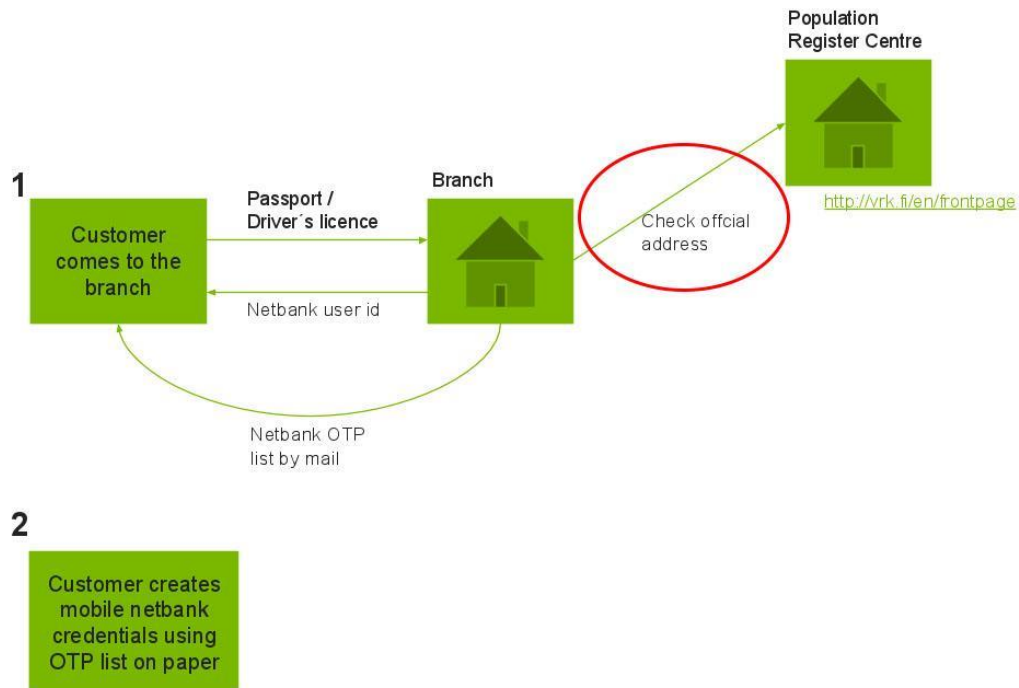 Population
Register Centre
http://vrk.fi/en/frontpage
1
Customer
comes to the
branch
Passport /
Driver´s licence
Netbank user id
Branch
Check offcial
address
Netbank OTP
list by mail
2
Customer creates
mobile netbank
credentials using
OTP list on paper